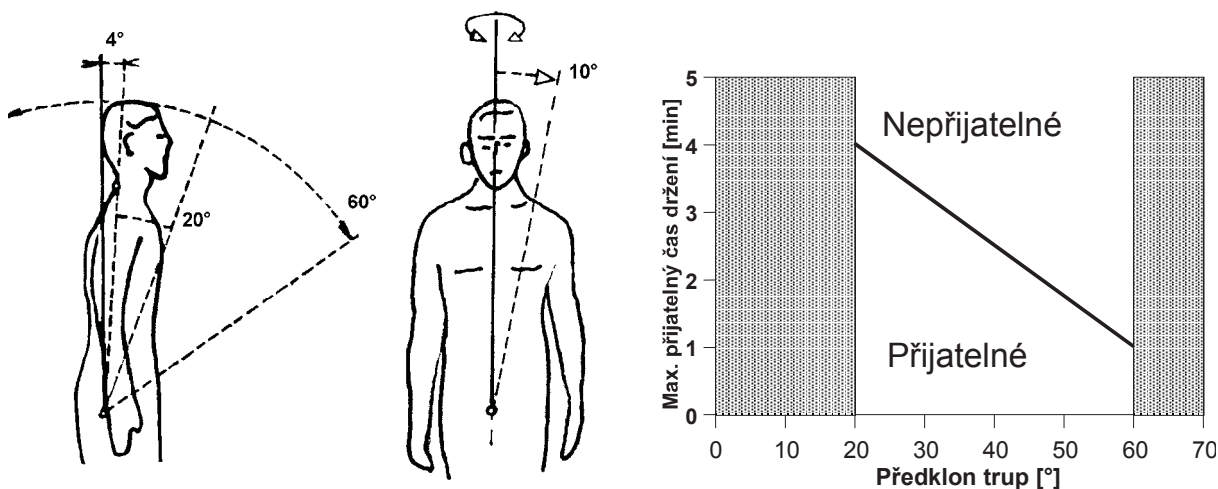 4°
20°
60°
10°
Max. přijatelný čas držení [min]
5
4
3
2
1
0
Nepřijatelné
Přijatelné
0 10 20 30 40 50 60 70
Předklon trup [°]